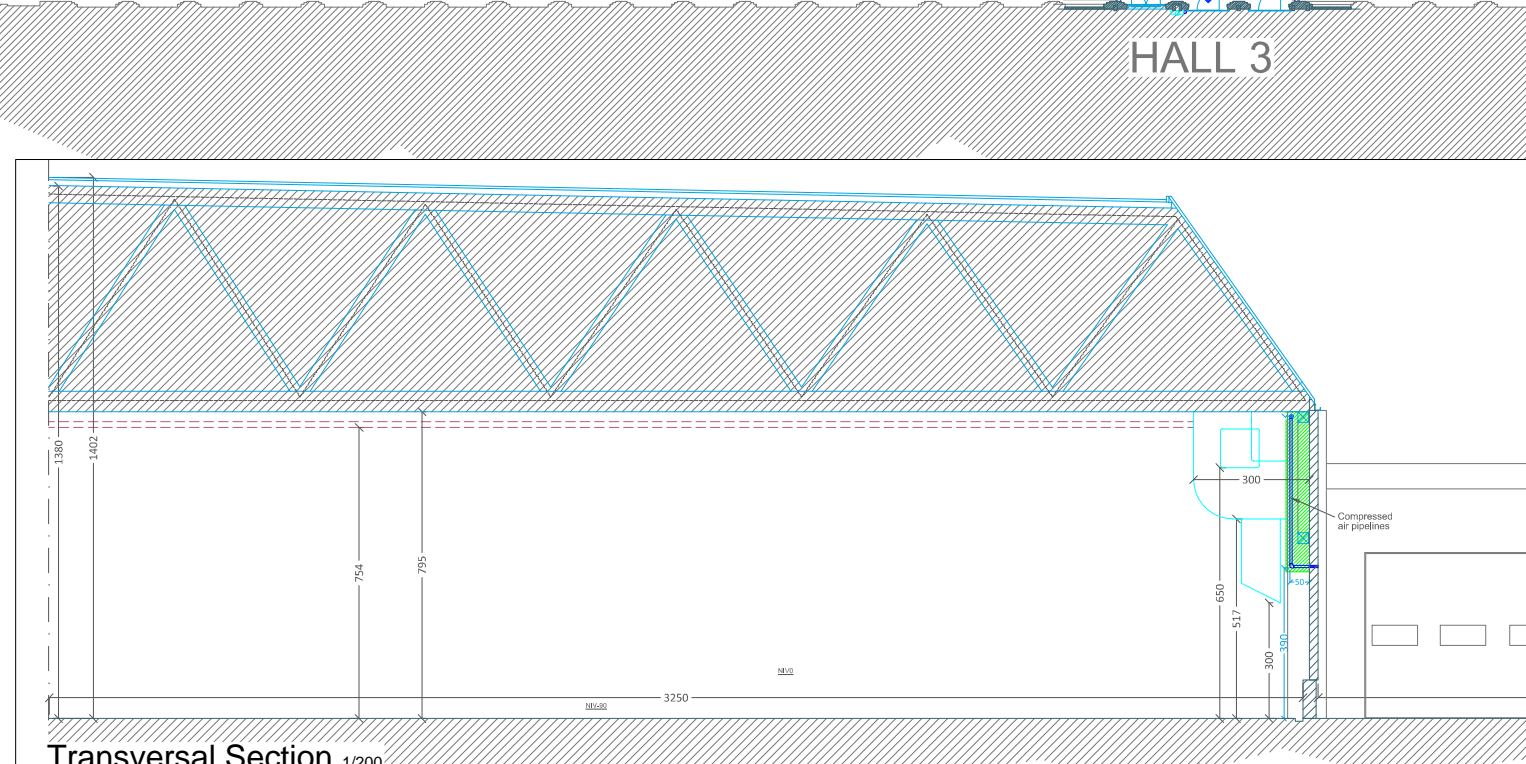 HALL 3
1380
1402
754
795
300
Compressed
air pipelines
650
517
50
300
390
NIV0
3250
NIV-90
Transversal Section 1/200